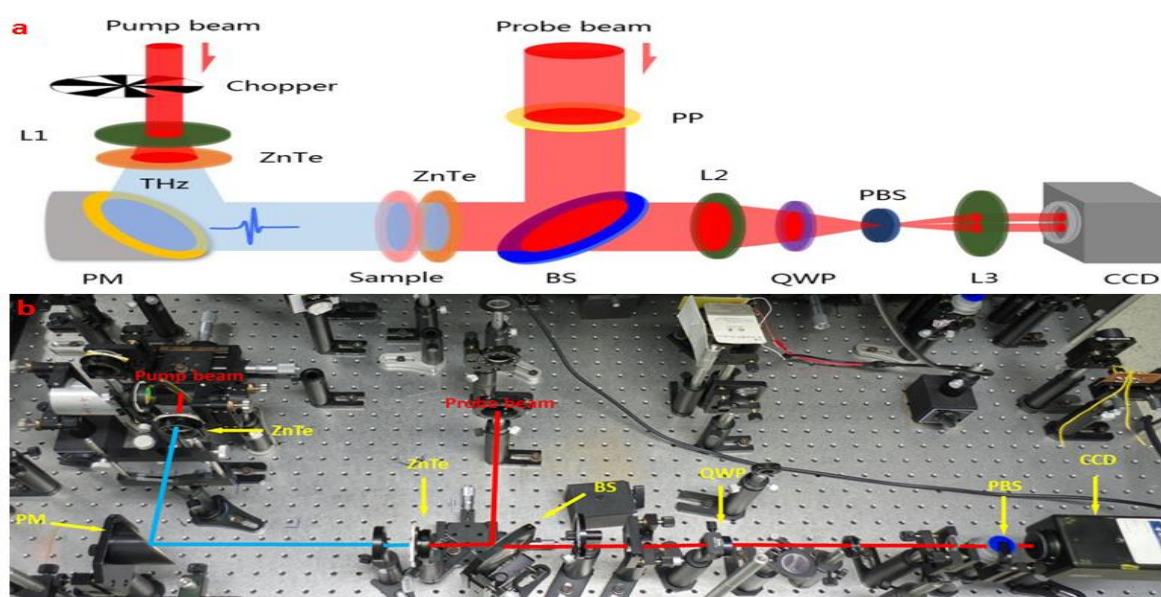 a
Pump beam
Probe beam
Chopper
L1
PP
ZnTe
THz
ZnTe
L2
PBS
PM
Sample
BS
QWP
L3
CCD
b
Pump beam
Probe beam
ZnTe
ZnTe
BS
QWP
CCD
PBS
PM